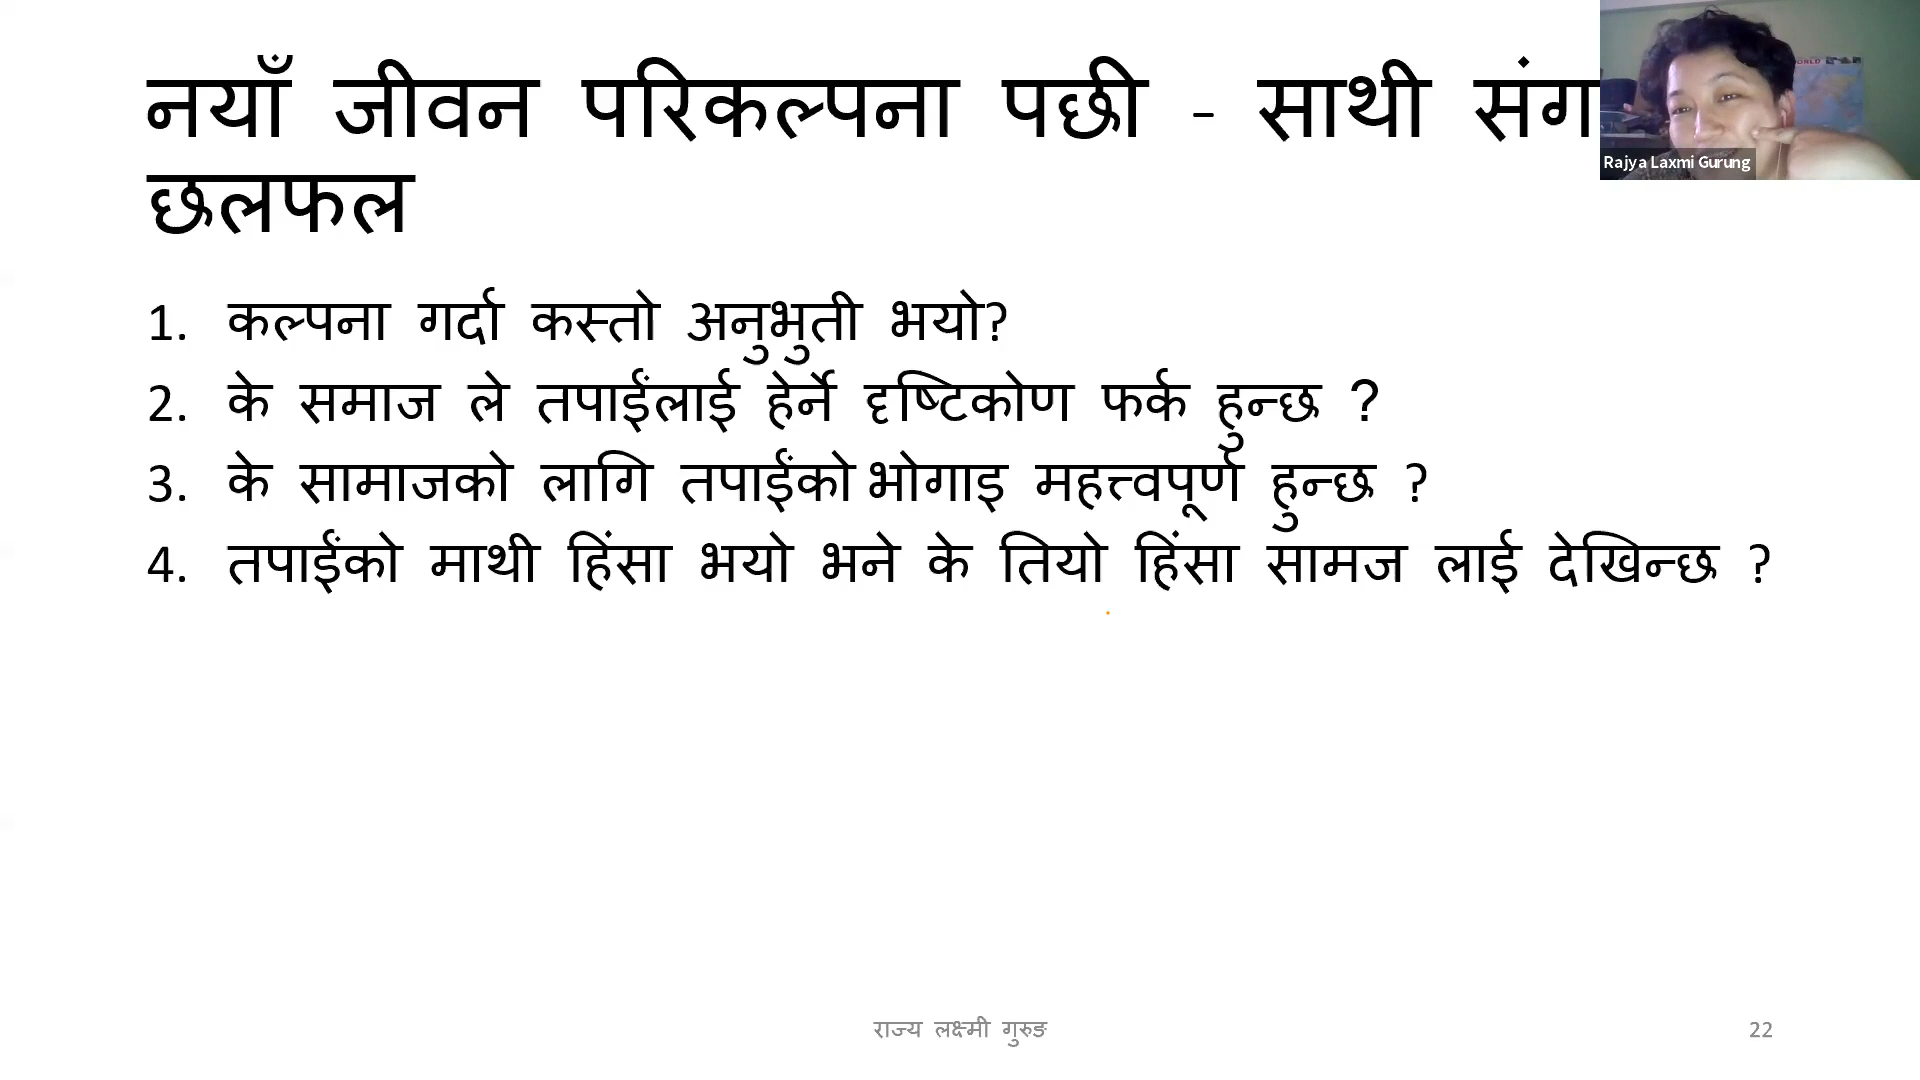 नयाँ जीवन परिकल्पना पछी - साथी संग
छलफल
Rajya Laxmi Gurung
1. कल्पना गर्दा कस्तो अनुभुती भयो?
2. के समाज ले तपाईंलाई हेर्ने दृष्टिकोण फर्क हुन्छ ?
3. के सामाजको लागि तपाईंको भोगाइ महत्त्वपूर्ण हुन्छ ?
4. तपाईंको माथी हिंसा भयो भने के तियो हिंसा सामज लाई देखिन्छ ?
राज्य लक्ष्मी गुरुङ
22